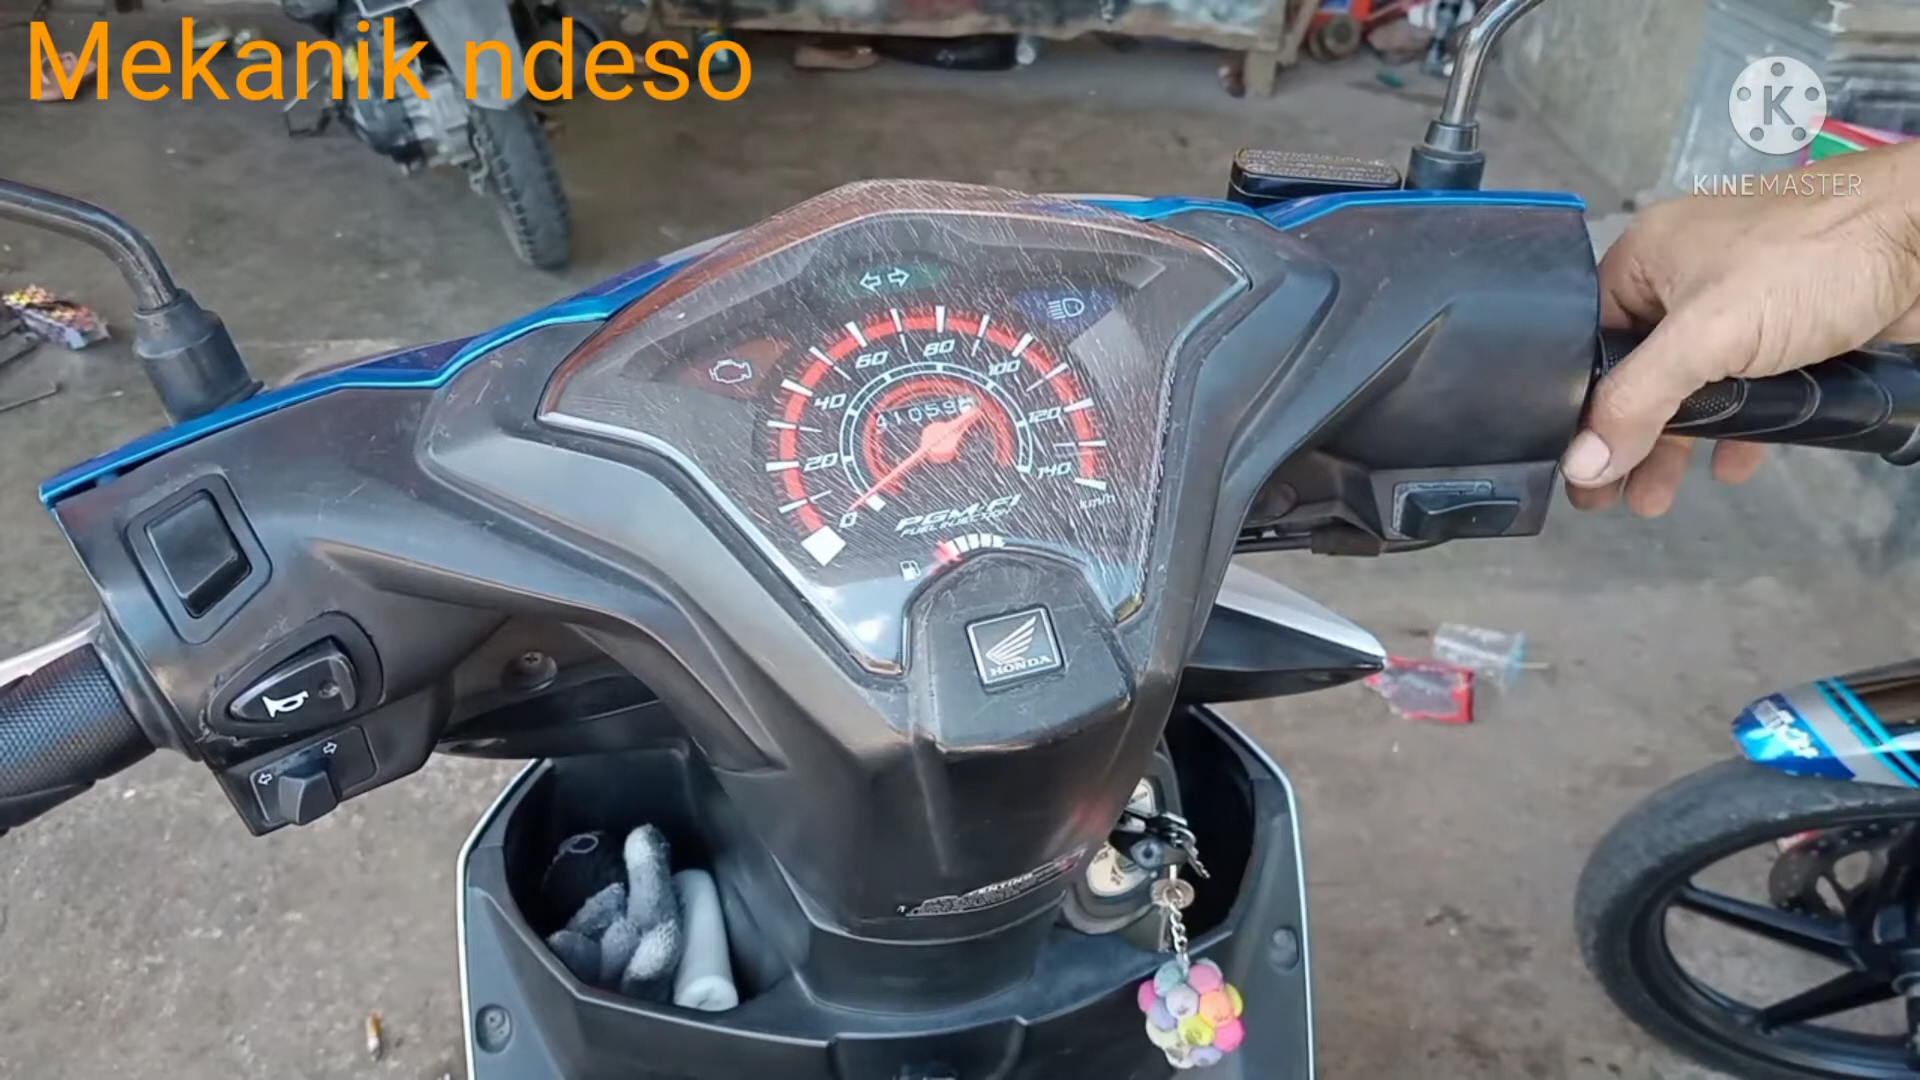 Mekanik ndeso
K
KINEMASTER
60
80
100
40
120
20
140
0
km/h
PGM-FI
FUEL INJECTION
HONDA